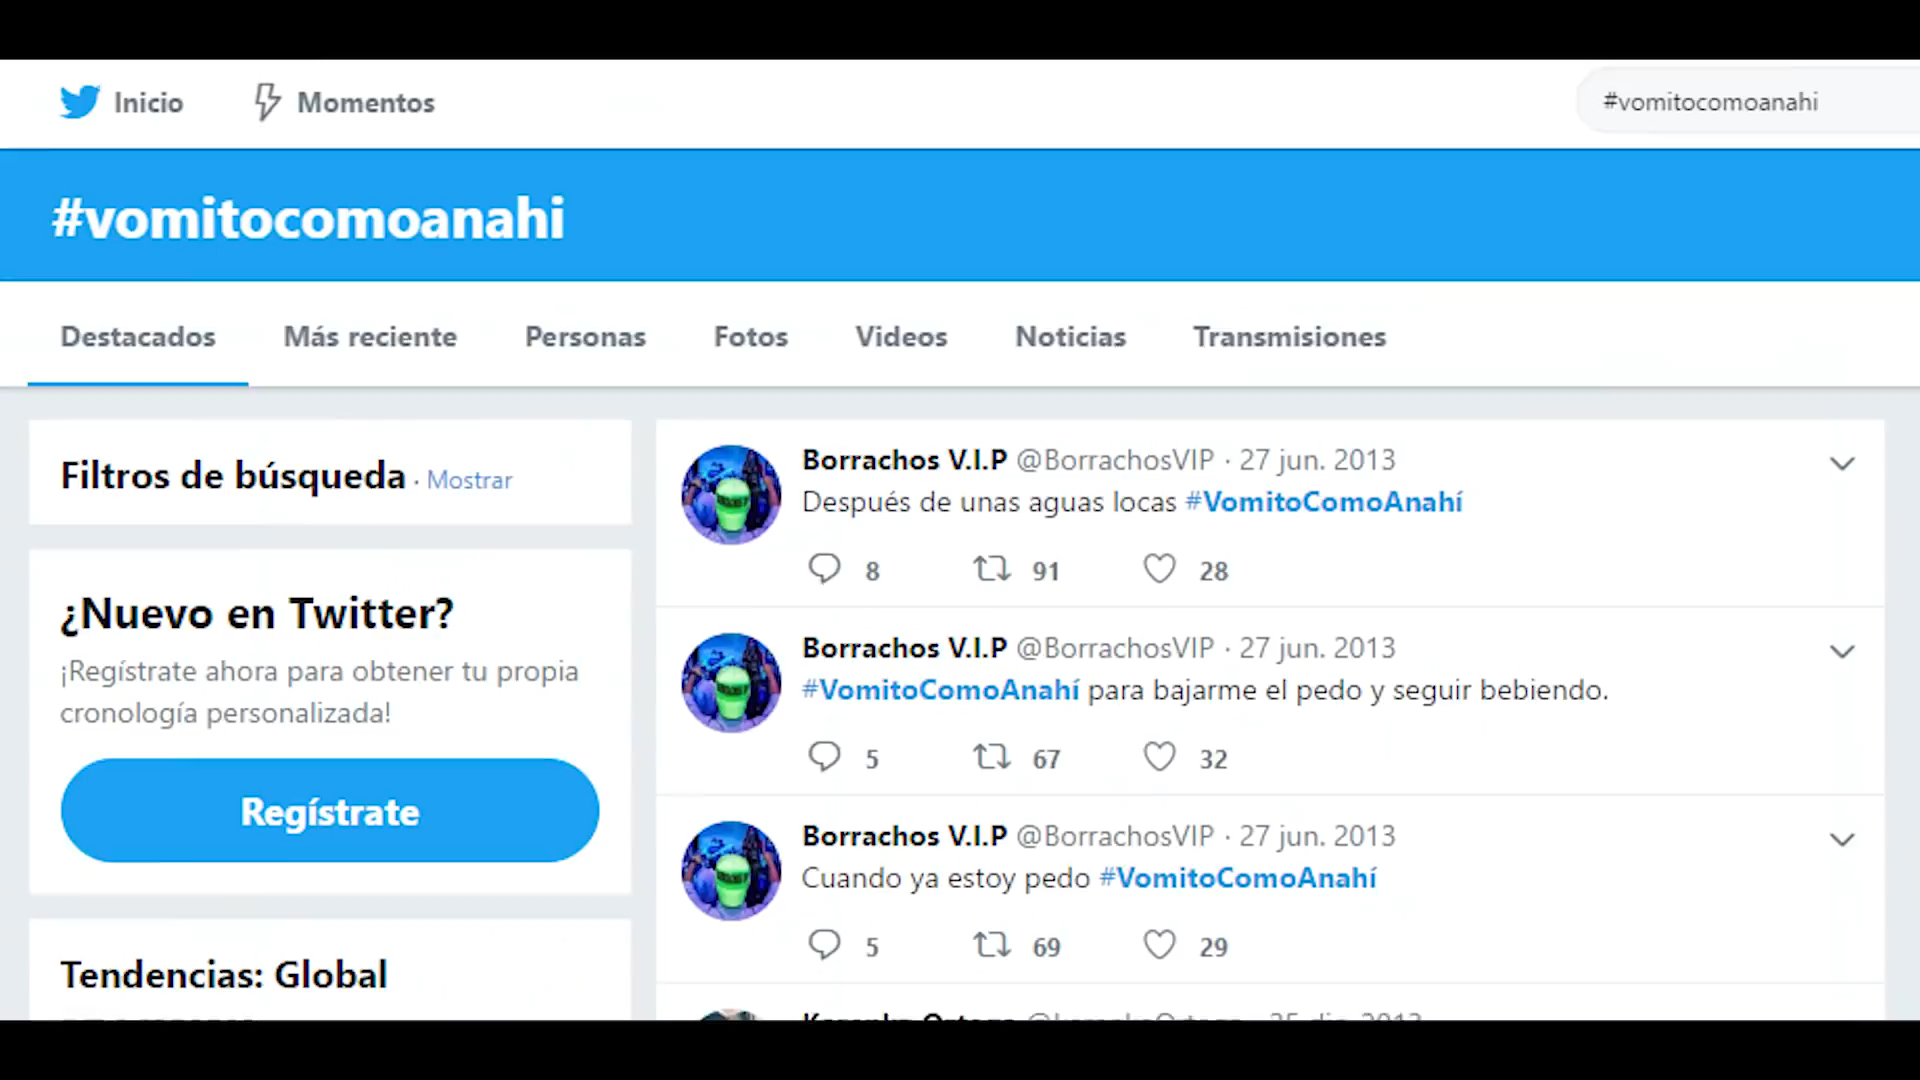 Inicio
Momentos
#vomitocomoanahi
#vomitocomoanahi
Destacados
Más reciente
Personas
Fotos
Videos
Noticias
Transmisiones
Filtros de búsqueda · Mostrar
¿Nuevo en Twitter?
¡Regístrate ahora para obtener tu propia
cronología personalizada!
Regístrate
Tendencias: Global
Borrachos V.I.P @BorrachosVIP · 27 jun. 2013
Después de unas aguas locas #VomitoComoAnahí
8 91 28
Borrachos V.I.P @BorrachosVIP · 27 jun. 2013
#VomitoComoAnahí para bajarme el pedo y seguir bebiendo.
5 67 32
Borrachos V.I.P @BorrachosVIP · 27 jun. 2013
Cuando ya estoy pedo #VomitoComoAnahí
5 69 29